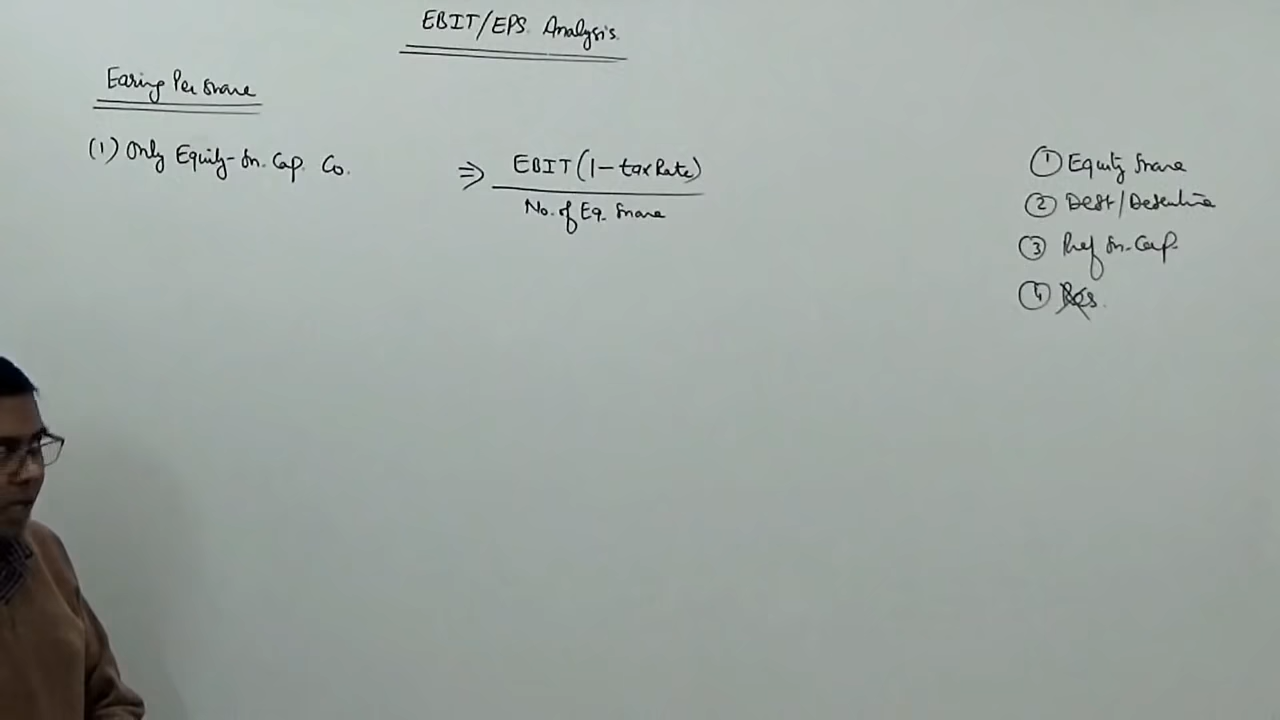 EBIT/EPS Analysis
Earing Per Share
(1) Only Equity-Sh. Cap. Co. ⇒ EBIT(1-tax Rate)
No. of Eq. Share
① Equity Share
② Debt/Debenture
③ Pref Sh. Cap.
④